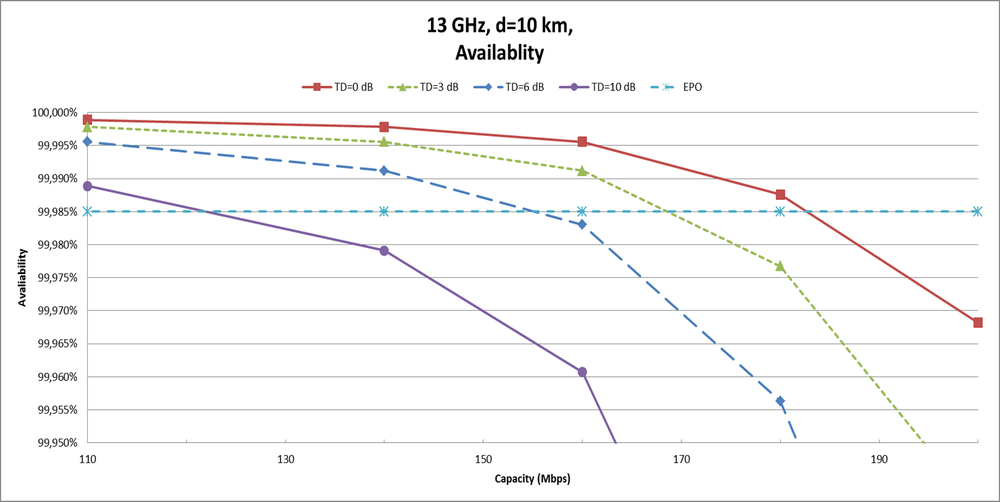 13 GHz, d=10 km,
Availablity
TD=0 dB TD=3 dB TD=6 dB TD=10 dB EPO
100,000%
99,995%
99,990%
99,985%
99,980%
99,975%
99,970%
99,965%
99,960%
99,955%
99,950%
Avaliability
110 130 150 170 190
Capacity (Mbps)